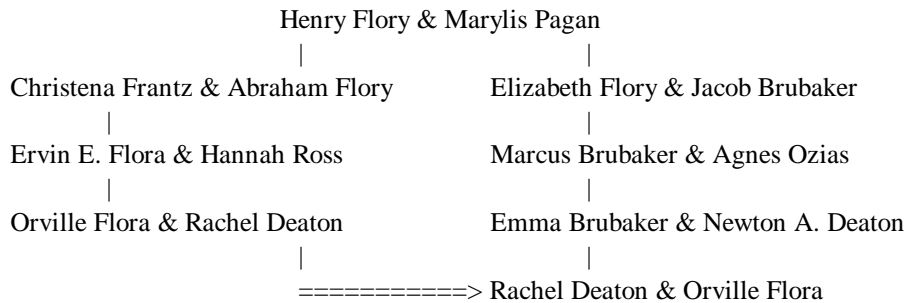 Henry Flory & Marylis Pagan
| |
Christena Frantz & Abraham Flory Elizabeth Flory & Jacob Brubaker
| |
Ervin E. Flora & Hannah Ross Marcus Brubaker & Agnes Ozias
| |
Orville Flora & Rachel Deaton Emma Brubaker & Newton A. Deaton
| |
===========> Rachel Deaton & Orville Flora